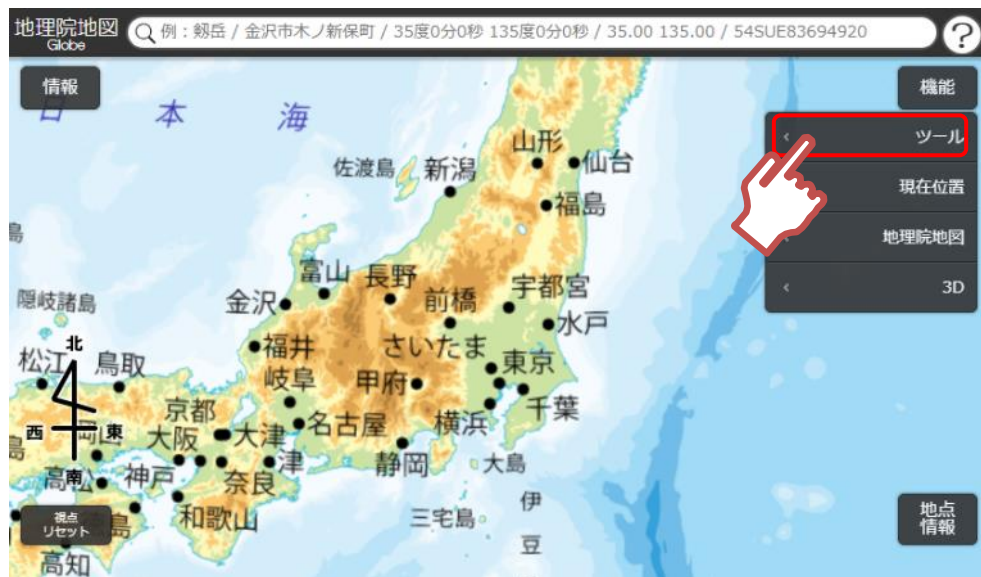 地理院地図
Globe
例：剱岳 / 金沢市木ノ新保町 / 35度0分0秒 135度0分0秒 / 35.00 135.00 / 54SUE83694920
?
情報
機能
日本海
ツール
山形
仙台
佐渡島
新潟
現在位置
福島
島
地理院地図
富山
長野
宇都宮
3D
隠岐諸島
金沢
前橋
水戸
北
福井
さいたま
松江
鳥取
東京
岐阜
甲府
京都
千葉
西
東
岡山
大阪
大津
名古屋
横浜
島
津
静岡
大島
高松
南
神戸
奈良
伊
豆
視点
リセット
島
和歌山
三宅島
地点
情報
高知